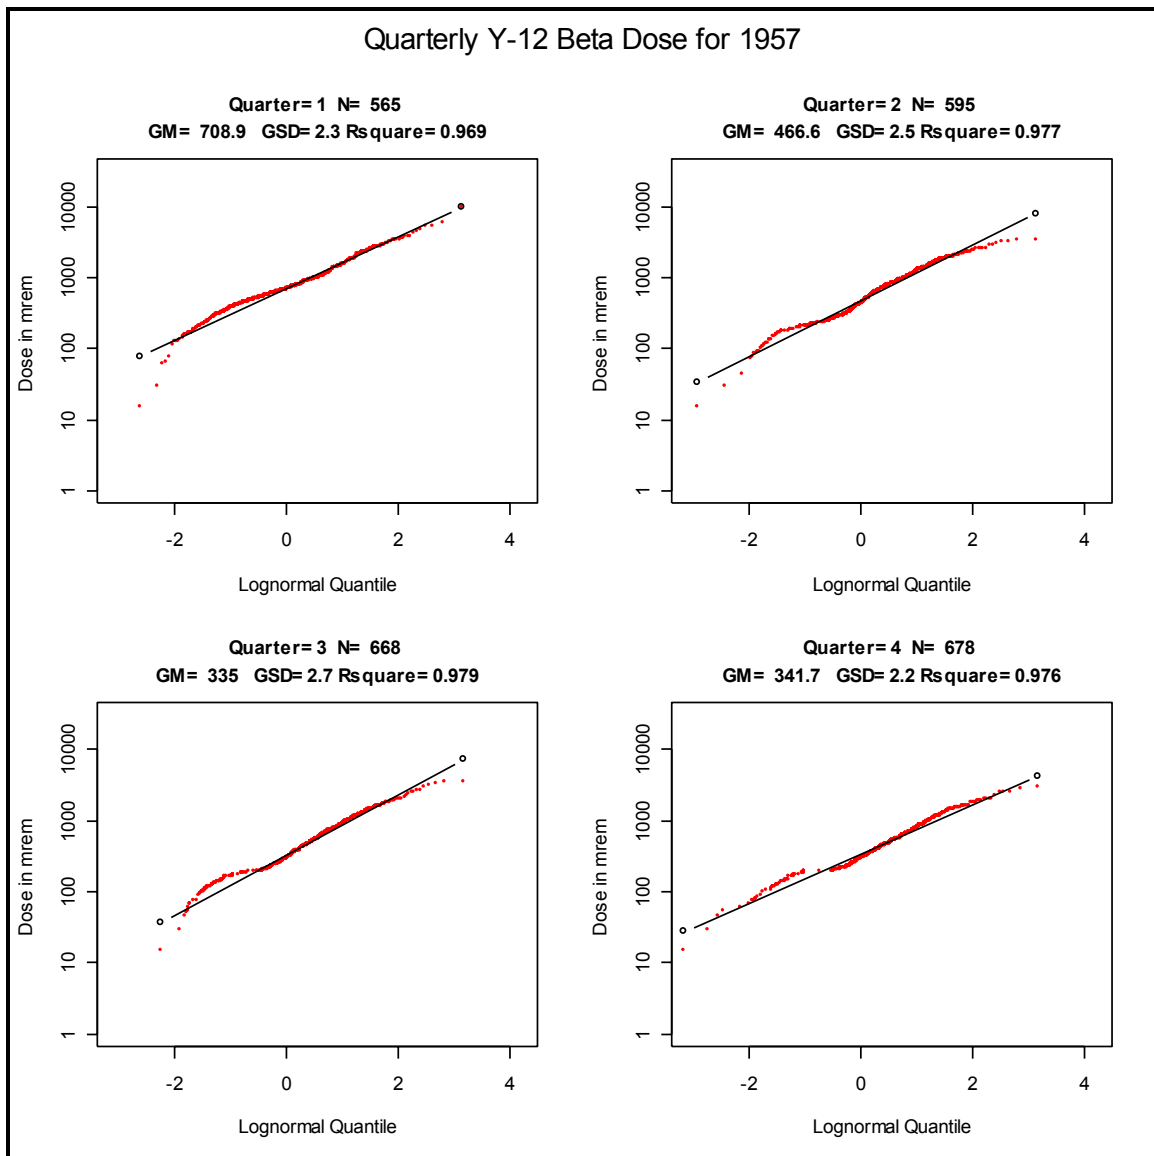 Quarterly Y-12 Beta Dose for 1957
Quarter= 1 N= 565
GM= 708.9 GSD= 2.3 Rsquare= 0.969
10000
1000
100
10
1
Dose in mrem
-2 0 2 4
Lognormal Quantile
Quarter= 2 N= 595
GM= 466.6 GSD= 2.5 Rsquare= 0.977
10000
1000
100
10
1
Dose in mrem
-2 0 2 4
Lognormal Quantile
Quarter= 3 N= 668
GM= 335 GSD= 2.7 Rsquare= 0.979
10000
1000
100
10
1
Dose in mrem
-2 0 2 4
Lognormal Quantile
Quarter= 4 N= 678
GM= 341.7 GSD= 2.2 Rsquare= 0.976
10000
1000
100
10
1
Dose in mrem
-2 0 2 4
Lognormal Quantile